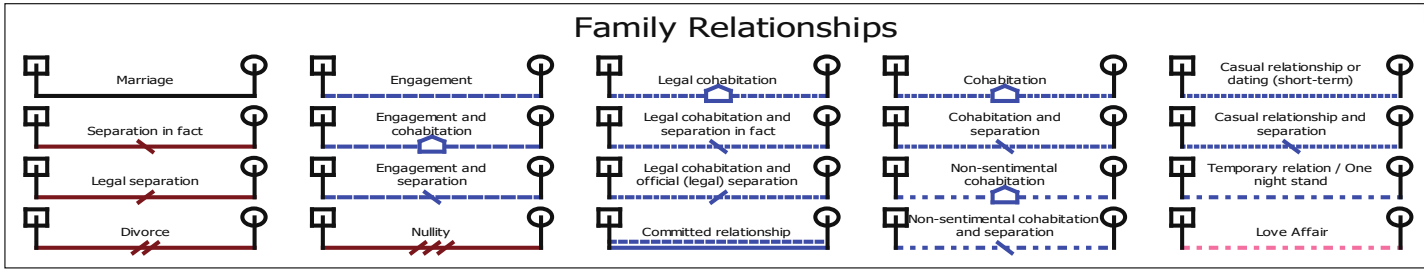 Family Relationships
Marriage
Engagement
Legal cohabitation
Cohabitation
Casual relationship or
dating (short-term)
Separation in fact
Engagement and
cohabitation
Legal cohabitation and
separation in fact
Cohabitation and
separation
Casual relationship and
separation
Legal separation
Engagement and
separation
Legal cohabitation and
official (legal) separation
Non-sentimental
cohabitation
Temporary relation / One
night stand
Divorce
Nullity
Committed relationship
Non-sentimental cohabitation
and separation
Love Affair